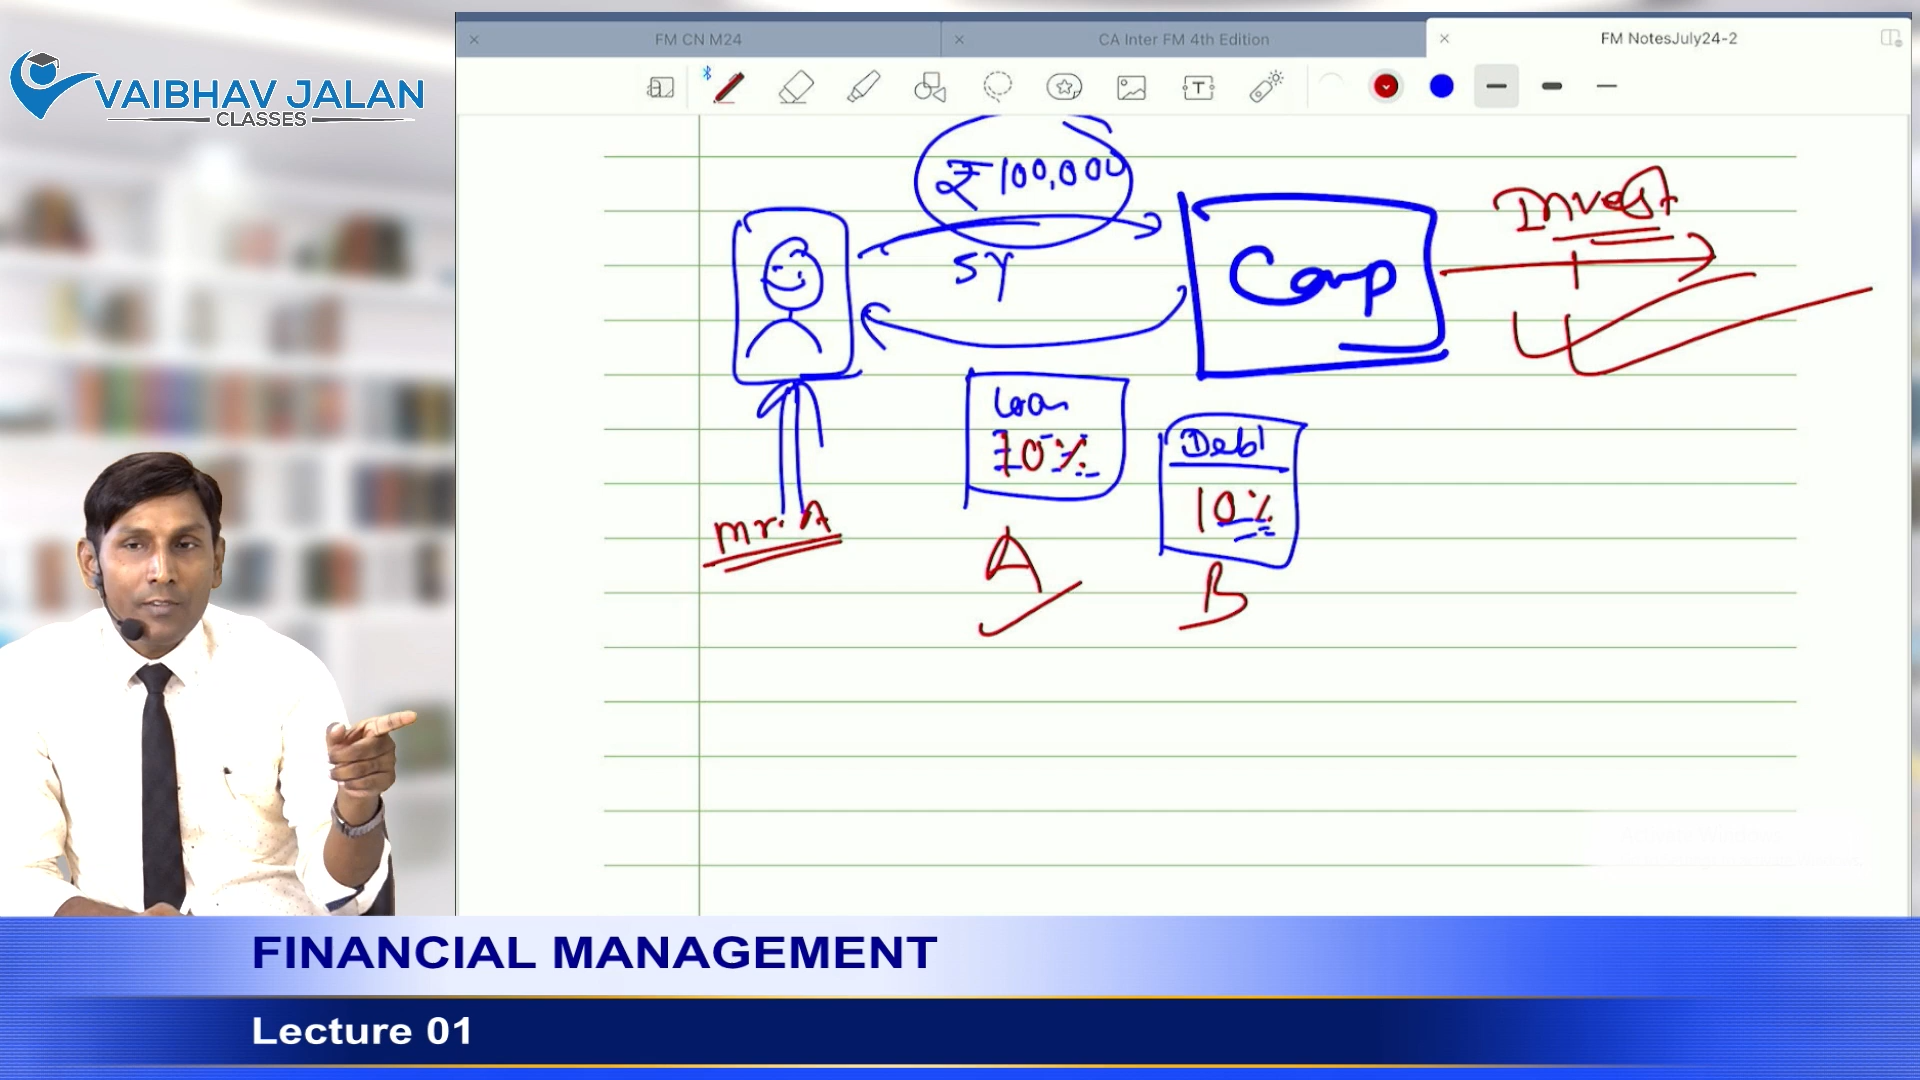 VAIBHAV JALAN
CLASSES
FM CN M24
CA Inter FM 4th Edition
FM NotesJuly24-2
₹100,000
5Y
Comp
Invest
Loan
10%
Debt
10%
Mr. A
A
B
FINANCIAL MANAGEMENT
Lecture 01